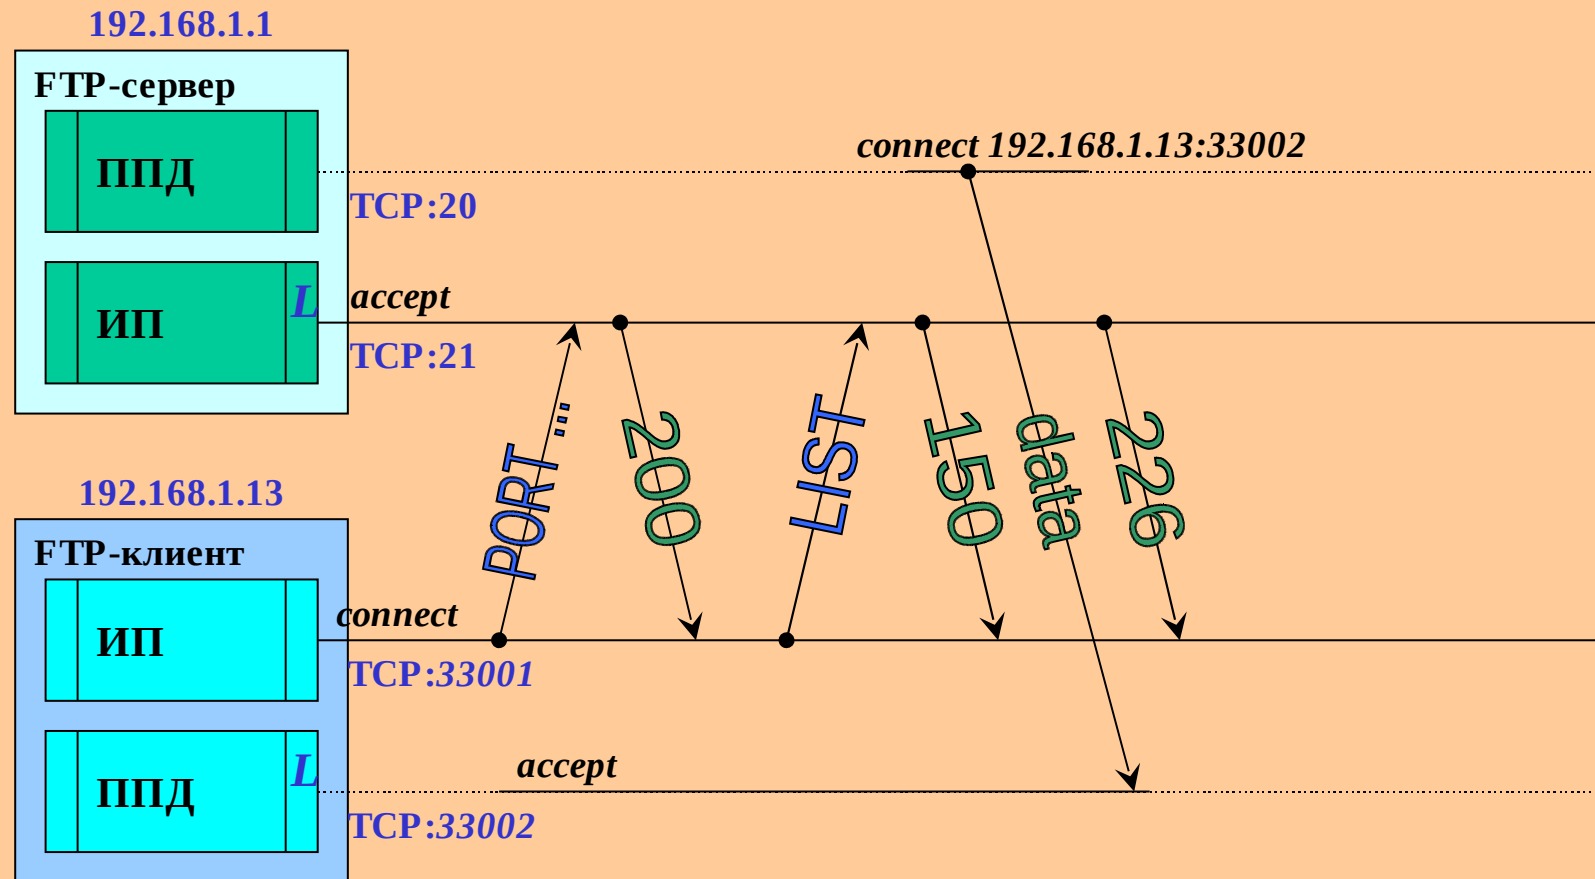 192.168.1.1
FTP-сервер
ППД
connect 192.168.1.13:33002
TCP:20
ИП
L
accept
TCP:21
PORT ...
200
LIST
150
data
226
192.168.1.13
FTP-клиент
ИП
connect
TCP:33001
ППД
L
accept
TCP:33002